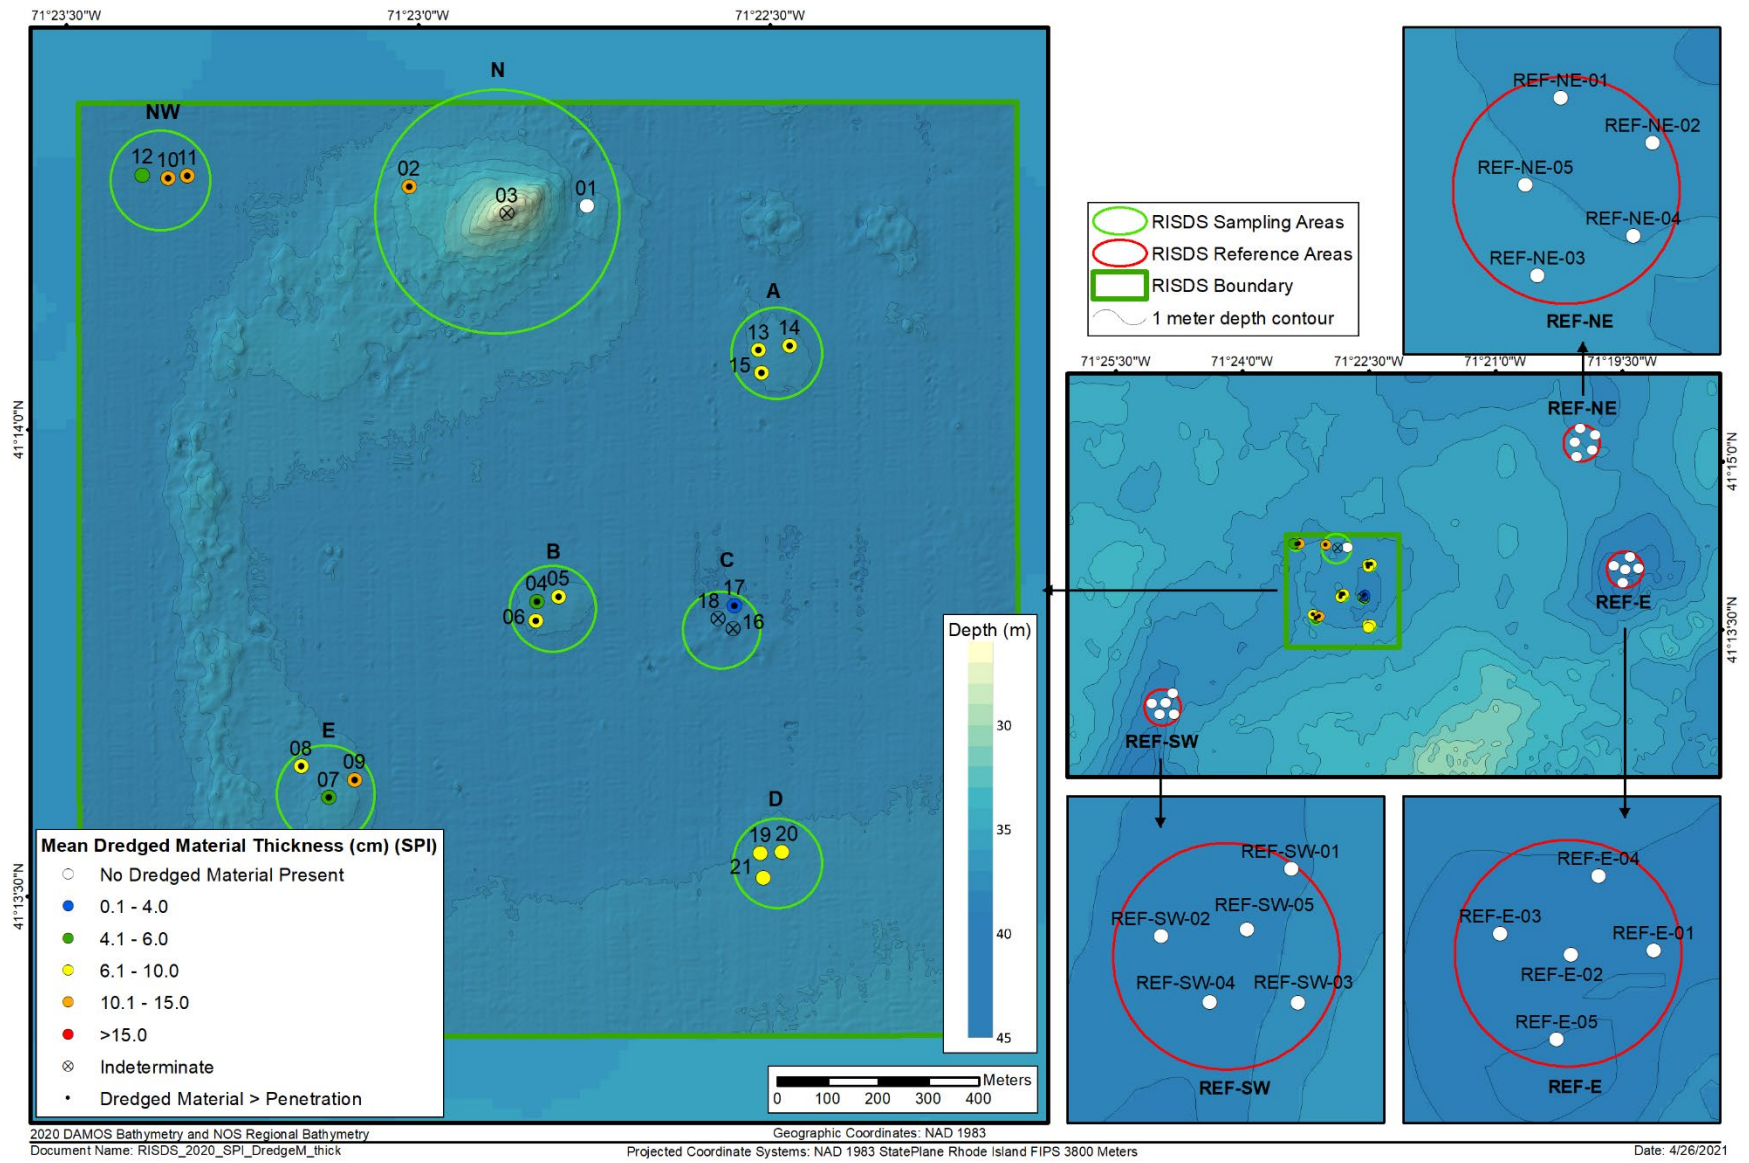 71°23'30"W
71°23'0"W
71°22'30"W
41°14'0"N
41°13'30"N
N
NW
12
10
11
02
03
01
A
13
14
15
B
04
05
06
C
17
18
16
E
08
09
07
D
19
20
21
Mean Dredged Material Thickness (cm) (SPI)
No Dredged Material Present
0.1 - 4.0
4.1 - 6.0
6.1 - 10.0
10.1 - 15.0
>15.0
Indeterminate
Dredged Material > Penetration
Depth (m)
30
35
40
45
Meters
0 100 200 300 400
RISDS Sampling Areas
RISDS Reference Areas
RISDS Boundary
1 meter depth contour
REF-NE-01
REF-NE-02
REF-NE-05
REF-NE-04
REF-NE-03
REF-NE
71°25'30"W
71°24'0"W
71°22'30"W
71°21'0"W
71°19'30"W
41°15'0"N
41°13'30"N
REF-NE
REF-E
REF-SW
REF-SW-01
REF-SW-02
REF-SW-05
REF-SW-04
REF-SW-03
REF-SW
REF-E-04
REF-E-03
REF-E-01
REF-E-02
REF-E-05
REF-E
2020 DAMOS Bathymetry and NOS Regional Bathymetry
Geographic Coordinates: NAD 1983
Document Name: RISDS_2020_SPI_DredgeM_thick
Projected Coordinate Systems: NAD 1983 StatePlane Rhode Island FIPS 3800 Meters
Date: 4/26/2021